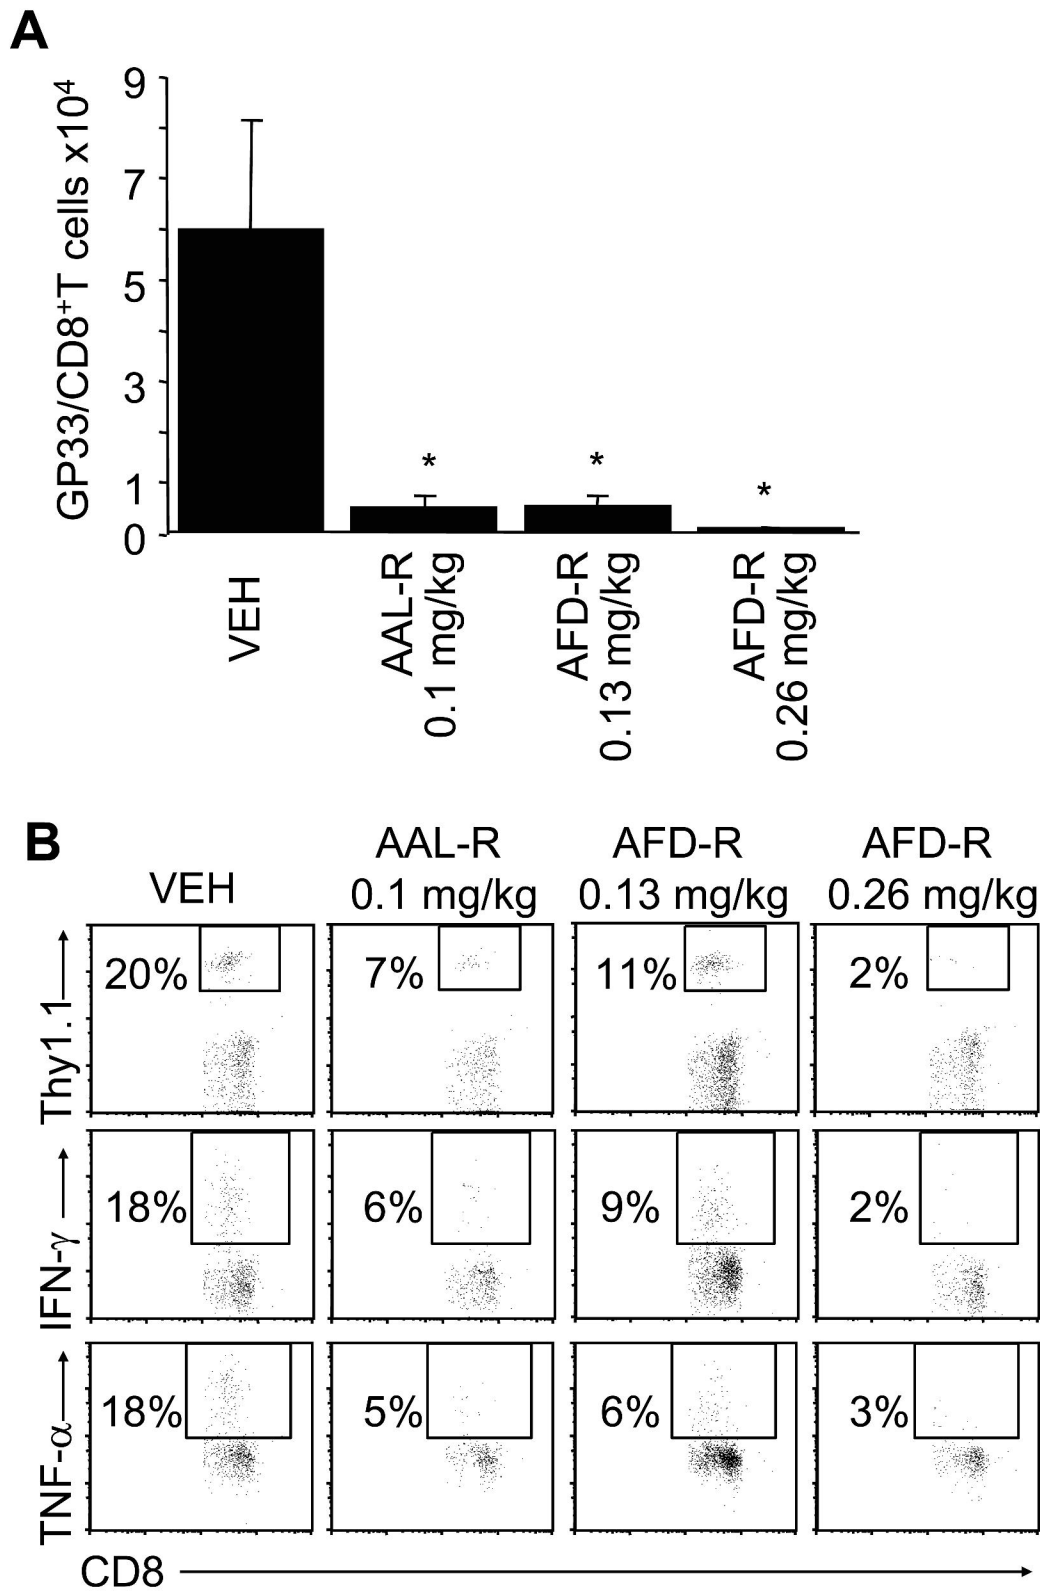 A
GP33/CD8⁺T cells x10⁴
9
7
5
3
1
0
VEH
AAL-R
0.1 mg/kg
AFD-R
0.13 mg/kg
AFD-R
0.26 mg/kg
* * *
B
VEH
AAL-R
0.1 mg/kg
AFD-R
0.13 mg/kg
AFD-R
0.26 mg/kg
Thy1.1
20% 7% 11% 2%
IFN-γ
18% 6% 9% 2%
TNF-α
18% 5% 6% 3%
CD8